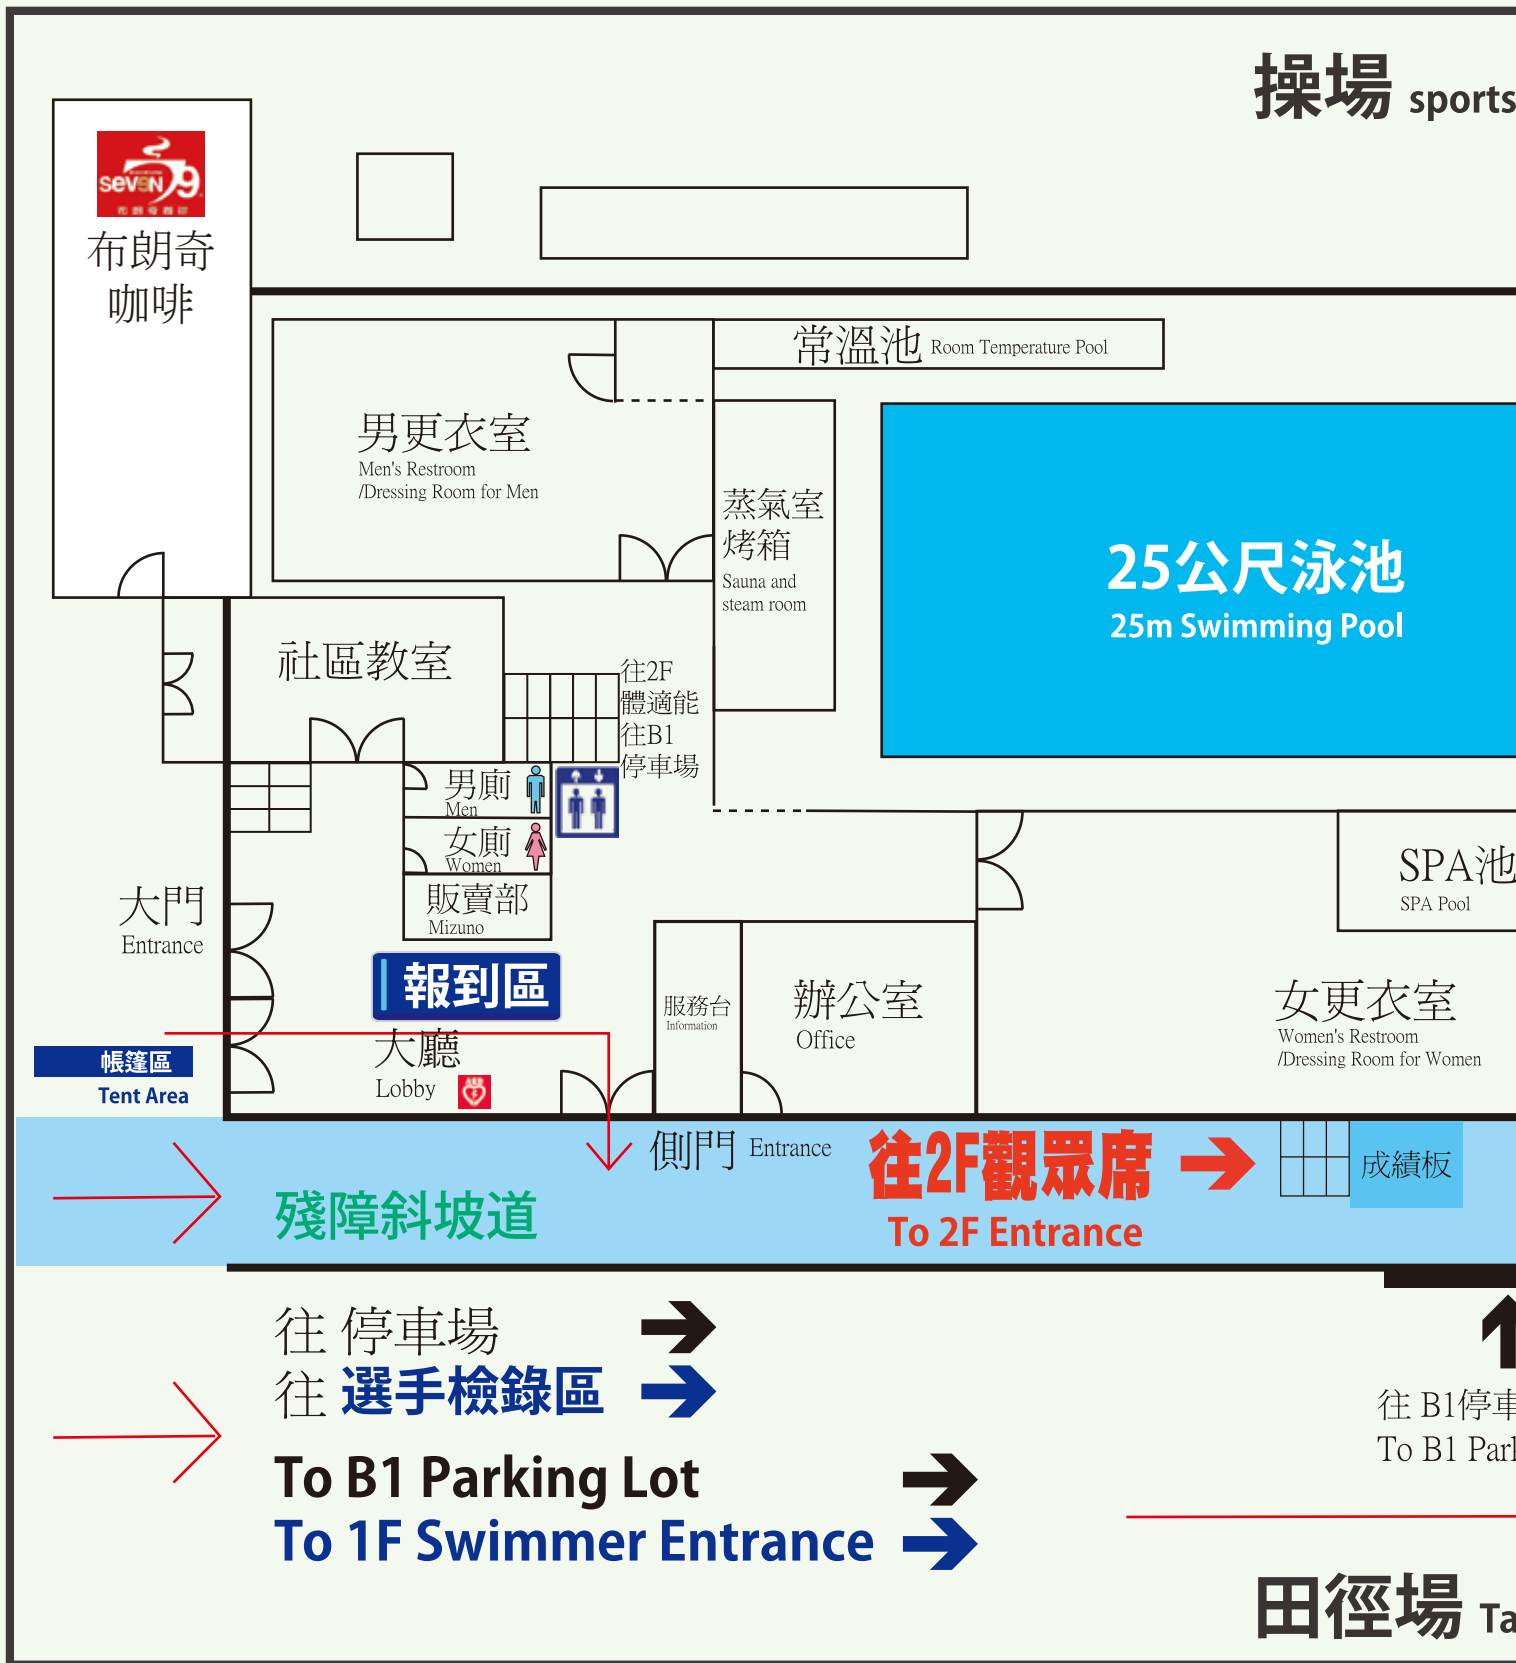 操場 sports
SEVEN 79
布朗奇
咖啡
常溫池 Room Temperature Pool
男更衣室
Men's Restroom
/Dressing Room for Men
蒸氣室
烤箱
Sauna and
steam room
25公尺泳池
25m Swimming Pool
社區教室
往2F
體適能
往B1
停車場
男廁
Men
女廁
Women
販賣部
Mizuno
SPA池
SPA Pool
大門
Entrance
報到區
服務台
Information
辦公室
Office
女更衣室
Women's Restroom
/Dressing Room for Women
大廳
Lobby
AED
帳篷區
Tent Area
側門 Entrance
往2F觀眾席
To 2F Entrance
成績板
殘障斜坡道
往 停車場
往 選手檢錄區
To B1 Parking Lot
To 1F Swimmer Entrance
往 B1停車
To B1 Park
田徑場 Ta